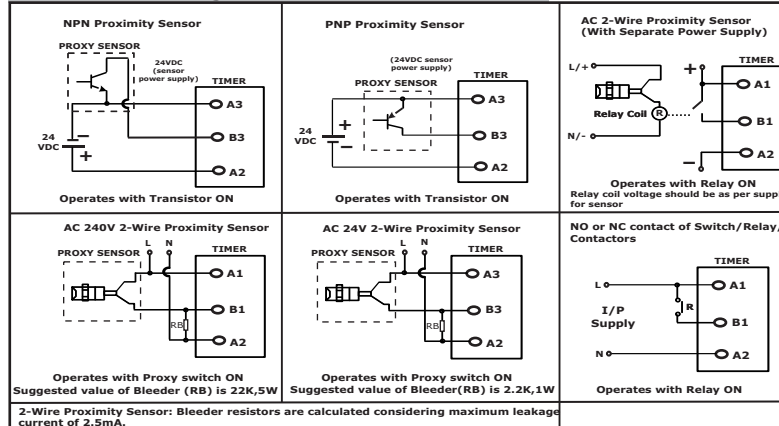 NPN Proximity Sensor
PROXY SENSOR
24VDC
(sensor
power supply)
TIMER
A3
B3
A2
24
VDC
−
+
Operates with Transistor ON
PNP Proximity Sensor
(24VDC sensor
power supply)
PROXY SENSOR
TIMER
A3
B3
A2
24
VDC
+
−
Operates with Transistor ON
AC 2-Wire Proximity Sensor
(With Separate Power Supply)
L/+
+
TIMER
A1
Relay Coil
R
B1
N/-
−
A2
Operates with Relay ON
Relay coil voltage should be as per
for sensor
AC 240V 2-Wire Proximity Sensor
L N
PROXY SENSOR
TIMER
A1
B1
RB
A2
Operates with Proxy switch ON
Suggested value of Bleeder (RB) is 22K,5W
AC 24V 2-Wire Proximity Sensor
L N
PROXY SENSOR
TIMER
A3
B3
RB
A2
Operates with Proxy switch ON
Suggested value of Bleeder(RB) is 2.2K,1W
NO or NC contact of Switch/Relay/
Contactors
TIMER
L
A1
I/P
Supply
R
B1
N
A2
Operates with Relay ON
2-Wire Proximity Sensor: Bleeder resistors are calculated considering maximum leakage
current of 2.5mA.